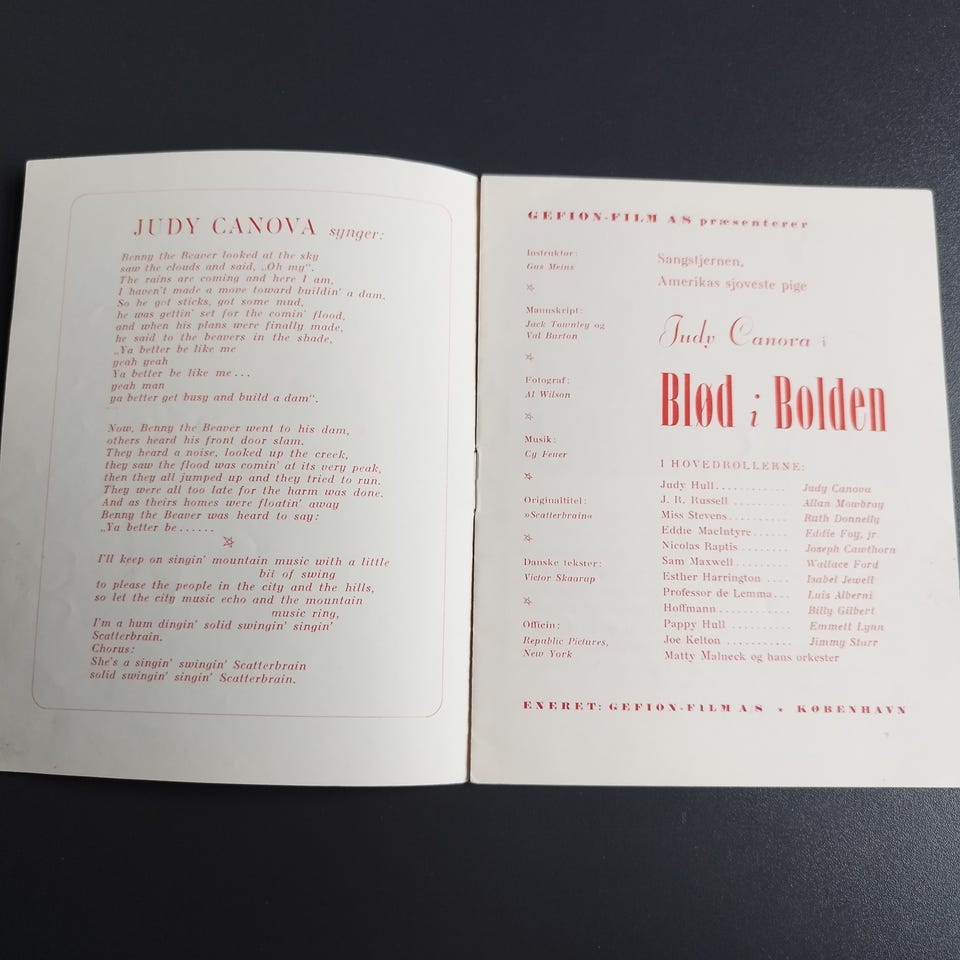 JUDY CANOVA synger:
Benny the Beaver looked at the sky
saw the clouds and said, „Oh my“.
The rains are coming and here I am,
I haven't made a move toward buildin' a dam.
So he got sticks, got some mud,
he was gettin' set for the comin' flood,
and when his plans were finally made,
he said to the beavers in the shade,
„Ya better be like me
yeah yeah
Ya better be like me...
yeah man
ya better get busy and build a dam“.
Now, Benny the Beaver went to his dam,
others heard his front door slam.
They heard a noise, looked up the creek,
they saw the flood was comin' at its very peak,
then they all jumped up and they tried to run.
They were all too late for the harm was done.
And as theirs homes were floatin' away
Benny the Beaver was heard to say:
„Ya better be......
I'll keep on singin' mountain music with a little
bit of swing
to please the people in the city and the hills,
so let the city music echo and the mountain
music ring,
I'm a hum dingin' solid swingin' singin'
Scatterbrain.
Chorus:
She's a singin' swingin' Scatterbrain
solid swingin' singin' Scatterbrain.
GEFION-FILM A/S præsenterer
Instruktør:
Gus Meins
Manuskript:
Jack Townley og
Val Burton
Fotograf:
Al Wilson
Musik:
Cy Feuer
Originaltitel:
»Scatterbrain«
Danske tekster:
Victor Skaarup
Officin:
Republic Pictures,
New York
Sangstjernen,
Amerikas sjoveste pige
Judy Canova i
Blød i Bolden
I HOVEDROLLERNE:
Judy Hull............ Judy Canova
J. R. Russell ......... Allan Mowbray
Miss Stevens.......... Ruth Donnelly
Eddie MacIntyre...... Eddie Foy, jr.
Nicolas Raptis ........ Joseph Cawthorn
Sam Maxwell.......... Wallace Ford
Esther Harrington .... Isabel Jewell
Professor de Lemma... Luis Alberni
Hoffmann............. Billy Gilbert
Pappy Hull .......... Emmett Lynn
Joe Kelton ........... Jimmy Starr
Matty Malneck og hans orkester
ENERET: GEFION-FILM A/S • KØBENHAVN